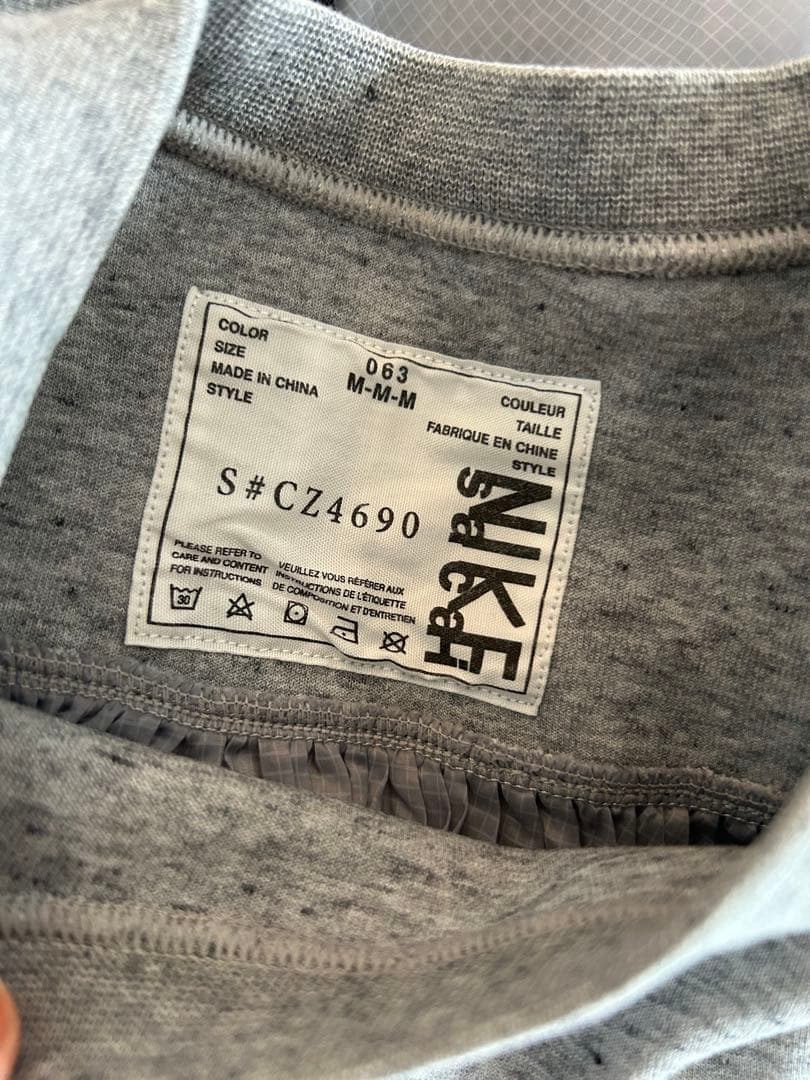 COLOR 063 COULEUR
SIZE M-M-M TAILLE
MADE IN CHINA FABRIQUE EN CHINE
STYLE STYLE
S#CZ4690
NIKE
sacai
PLEASE REFER TO
CARE AND CONTENT
FOR INSTRUCTIONS
VEUILLEZ VOUS RÉFÉRER AUX
INSTRUCTIONS DE L'ÉTIQUETTE
DE COMPOSITION ET D'ENTRETIEN
30